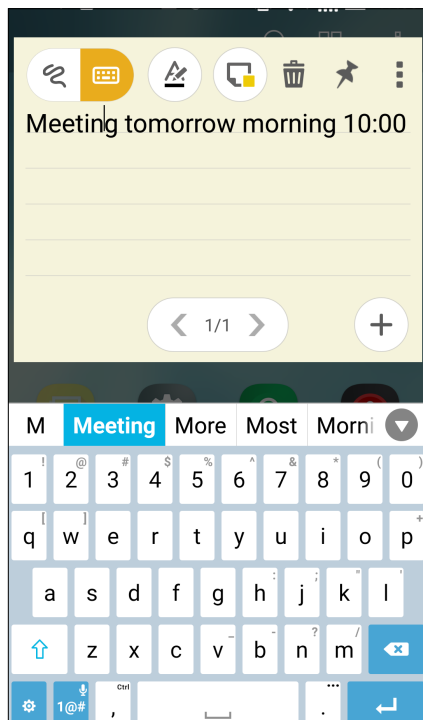 Meeting tomorrow morning 10:00
1/1
M Meeting More Most Morni
! @ # $ % ^ & * ( )
1 2 3 4 5 6 7 8 9 0
[ ] +
q w e r t y u i o p
: ; " '
a s d f g h j k l
_ - ? /
z x c v b n m
Ctrl ...
1@# , .